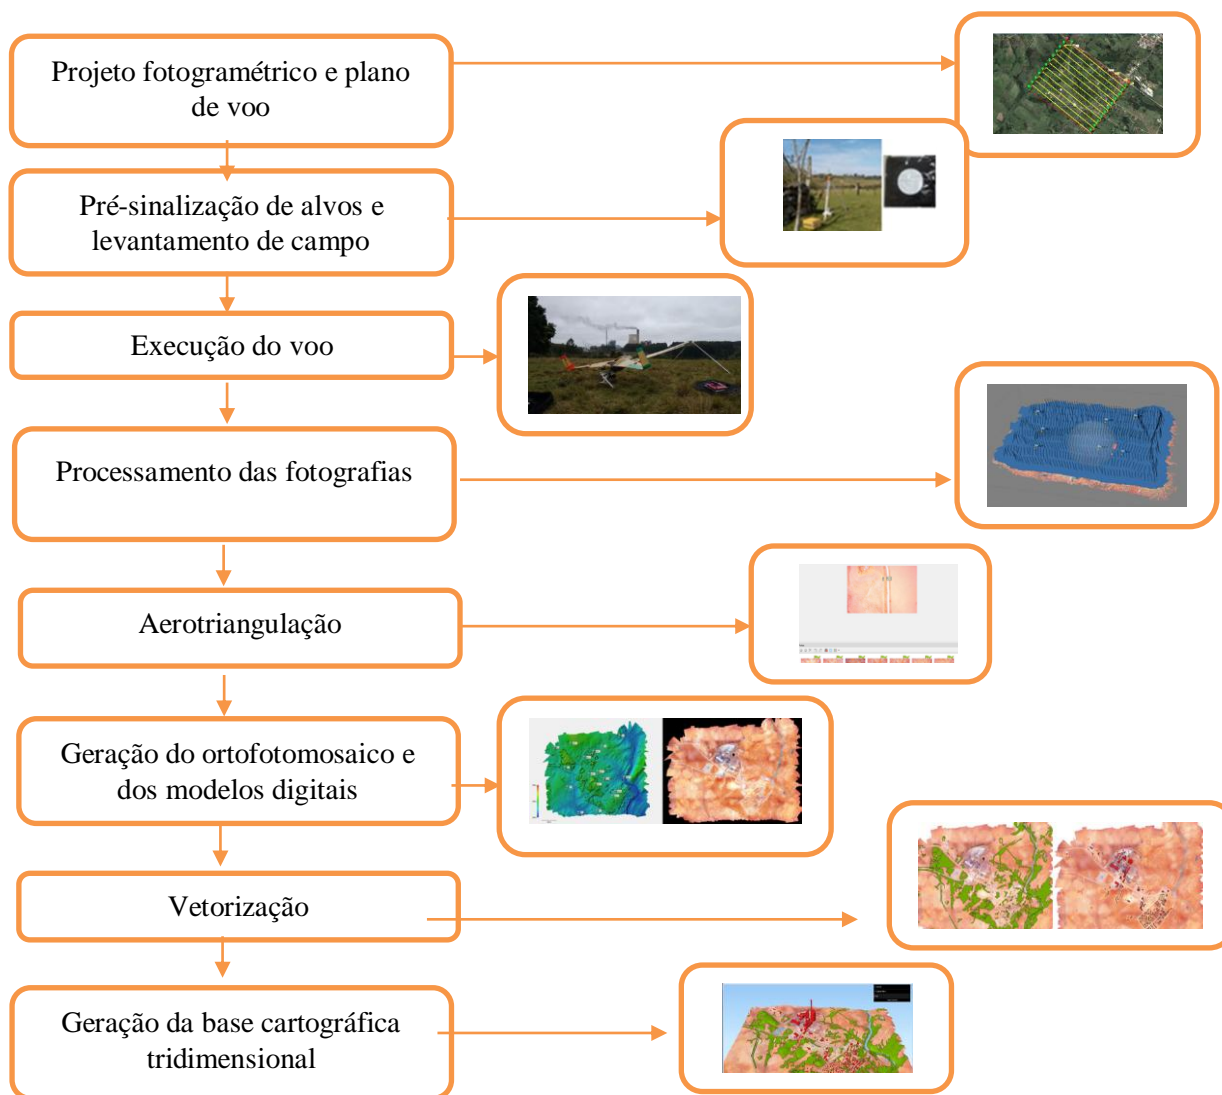 Projeto fotogramétrico e plano
de voo
Pré-sinalização de alvos e
levantamento de campo
Execução do voo
Processamento das fotografias
Aerotriangulação
Geração do ortofotomosaico e
dos modelos digitais
Vetorização
Geração da base cartográfica
tridimensional